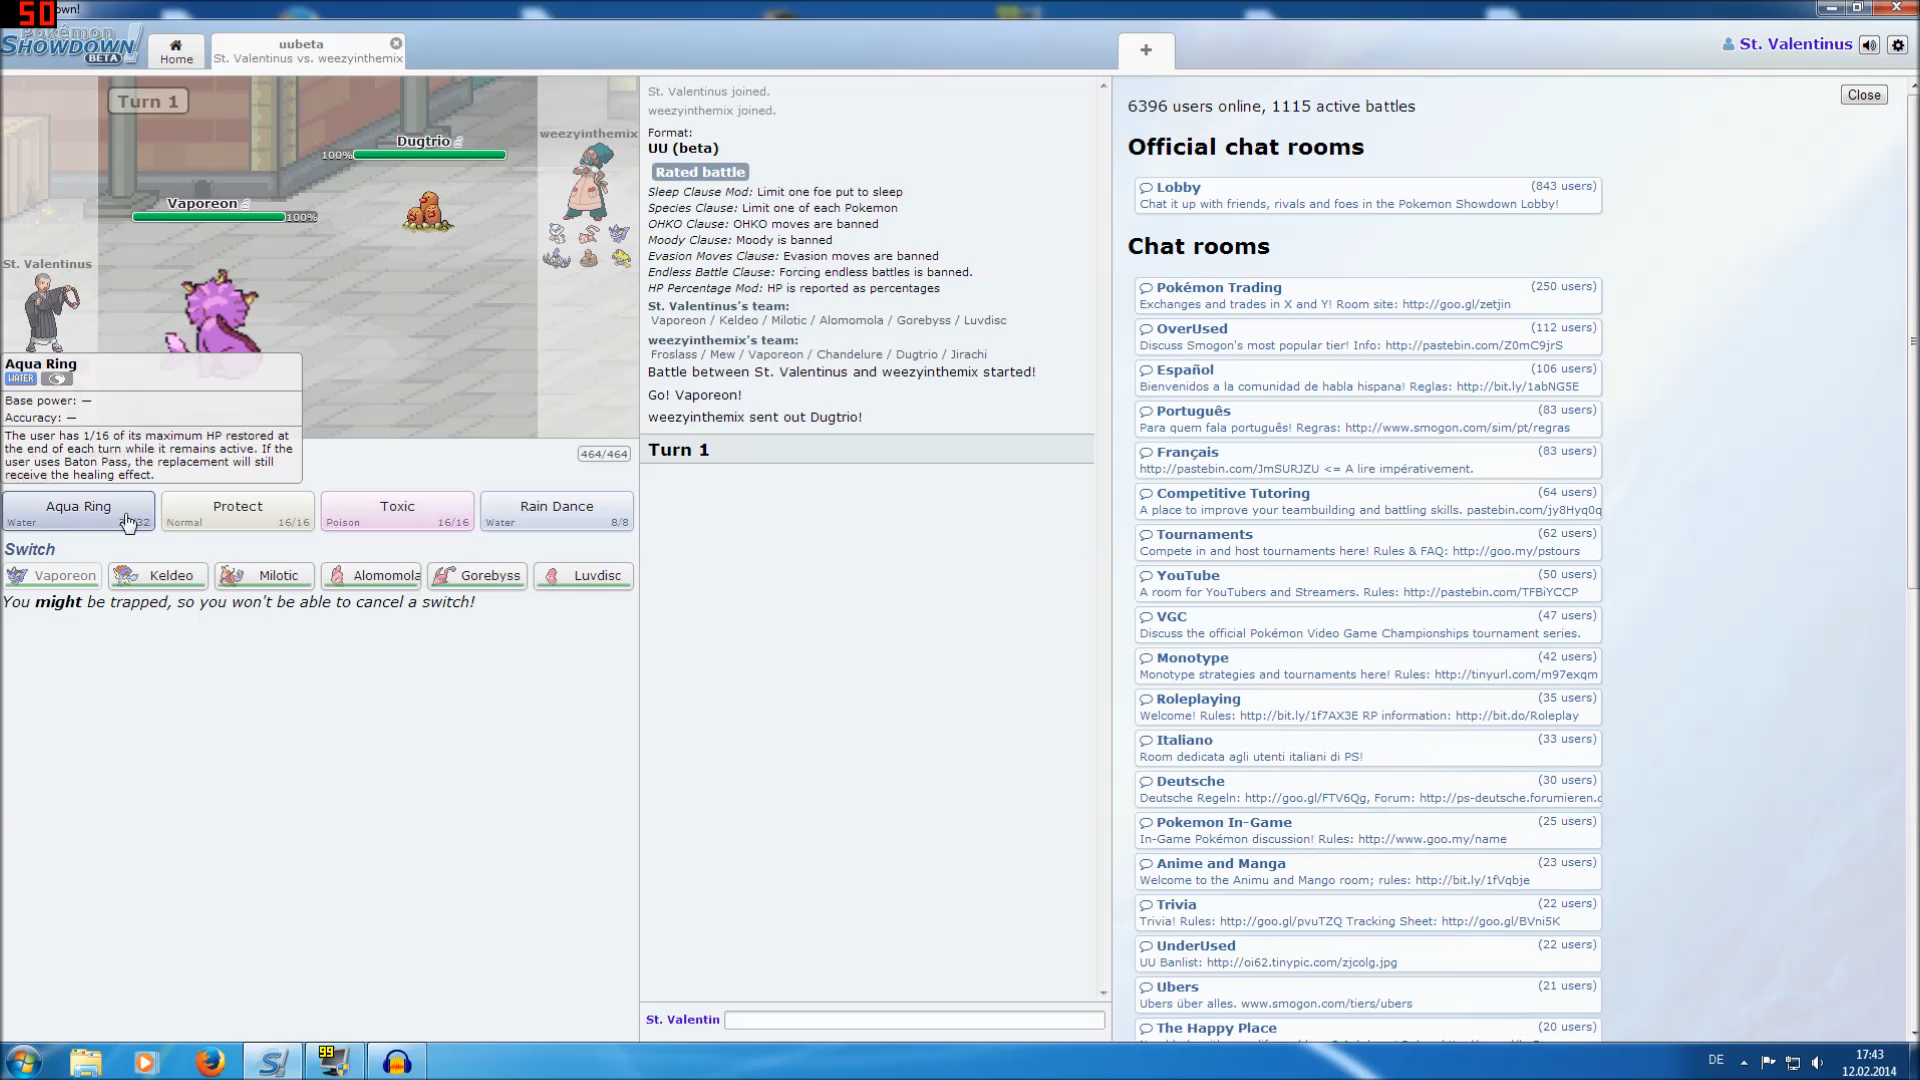 50
own!
Pokémon
SHOWDOWN!
BETA
Home
uubeta
St. Valentinus vs. weezyinthemix
+
St. Valentinus
Turn 1
Dugtrio
100%
Vaporeon
100%
weezyinthemix
St. Valentinus
Aqua Ring
WATER
Base power: —
Accuracy: —
The user has 1/16 of its maximum HP restored at
the end of each turn while it remains active. If the
user uses Baton Pass, the replacement will still
receive the healing effect.
464/464
Aqua Ring
Water 32
Protect
Normal 16/16
Toxic
Poison 16/16
Rain Dance
Water 8/8
Switch
Vaporeon
Keldeo
Milotic
Alomomola
Gorebyss
Luvdisc
You might be trapped, so you won't be able to cancel a switch!
St. Valentinus joined.
weezyinthemix joined.
Format:
UU (beta)
Rated battle
Sleep Clause Mod: Limit one foe put to sleep
Species Clause: Limit one of each Pokemon
OHKO Clause: OHKO moves are banned
Moody Clause: Moody is banned
Evasion Moves Clause: Evasion moves are banned
Endless Battle Clause: Forcing endless battles is banned.
HP Percentage Mod: HP is reported as percentages
St. Valentinus's team:
Vaporeon / Keldeo / Milotic / Alomomola / Gorebyss / Luvdisc
weezyinthemix's team:
Froslass / Mew / Vaporeon / Chandelure / Dugtrio / Jirachi
Battle between St. Valentinus and weezyinthemix started!
Go! Vaporeon!
weezyinthemix sent out Dugtrio!
Turn 1
St. Valentin
Close
6396 users online, 1115 active battles
Official chat rooms
Lobby (843 users)
Chat it up with friends, rivals and foes in the Pokemon Showdown Lobby!
Chat rooms
Pokémon Trading (250 users)
Exchanges and trades in X and Y! Room site: http://goo.gl/zetjin
OverUsed (112 users)
Discuss Smogon's most popular tier! Info: http://pastebin.com/Z0mC9jrS
Español (106 users)
Bienvenidos a la comunidad de habla hispana! Reglas: http://bit.ly/1abNG5E
Português (83 users)
Para quem fala português! Regras: http://www.smogon.com/sim/pt/regras
Français (83 users)
http://pastebin.com/JmSURJZU <= A lire impérativement.
Competitive Tutoring (64 users)
A place to improve your teambuilding and battling skills. pastebin.com/jy8Hyq0q
Tournaments (62 users)
Compete in and host tournaments here! Rules & FAQ: http://goo.my/pstours
YouTube (50 users)
A room for YouTubers and Streamers. Rules: http://pastebin.com/TFBiYCCP
VGC (47 users)
Discuss the official Pokémon Video Game Championships tournament series.
Monotype (42 users)
Monotype strategies and tournaments here! Rules: http://tinyurl.com/m97exqm
Roleplaying (35 users)
Welcome! Rules: http://bit.ly/1f7AX3E RP information: http://bit.do/Roleplay
Italiano (33 users)
Room dedicata agli utenti italiani di PS!
Deutsche (30 users)
Deutsche Regeln: http://goo.gl/FTV6Qg, Forum: http://ps-deutsche.forumieren.c
Pokemon In-Game (25 users)
In-Game Pokémon discussion! Rules: http://www.goo.my/name
Anime and Manga (23 users)
Welcome to the Animu and Mango room; rules: http://bit.ly/1fVqbje
Trivia (22 users)
Trivia! Rules: http://goo.gl/pvuTZQ Tracking Sheet: http://goo.gl/BVni5K
UnderUsed (22 users)
UU Banlist: http://oi62.tinypic.com/zjcolg.jpg
Ubers (21 users)
Ubers über alles. www.smogon.com/tiers/ubers
The Happy Place (20 users)
99
DE
17:43
12.02.2014